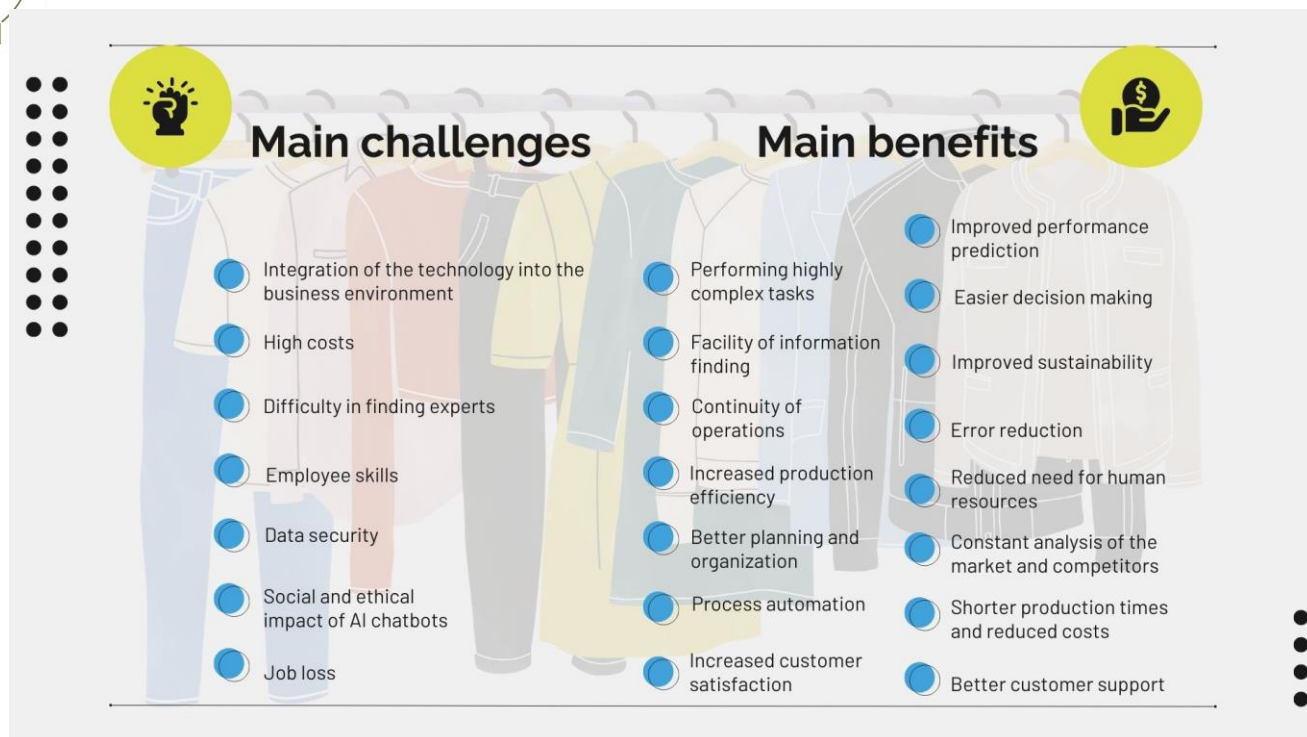 Main challenges
Integration of the technology into the
business environment
High costs
Difficulty in finding experts
Employee skills
Data security
Social and ethical
impact of AI chatbots
Job loss
Main benefits
Performing highly
complex tasks
Facility of information
finding
Continuity of
operations
Increased production
efficiency
Better planning and
organization
Process automation
Increased customer
satisfaction
Improved performance
prediction
Easier decision making
Improved sustainability
Error reduction
Reduced need for human
resources
Constant analysis of the
market and competitors
Shorter production times
and reduced costs
Better customer support